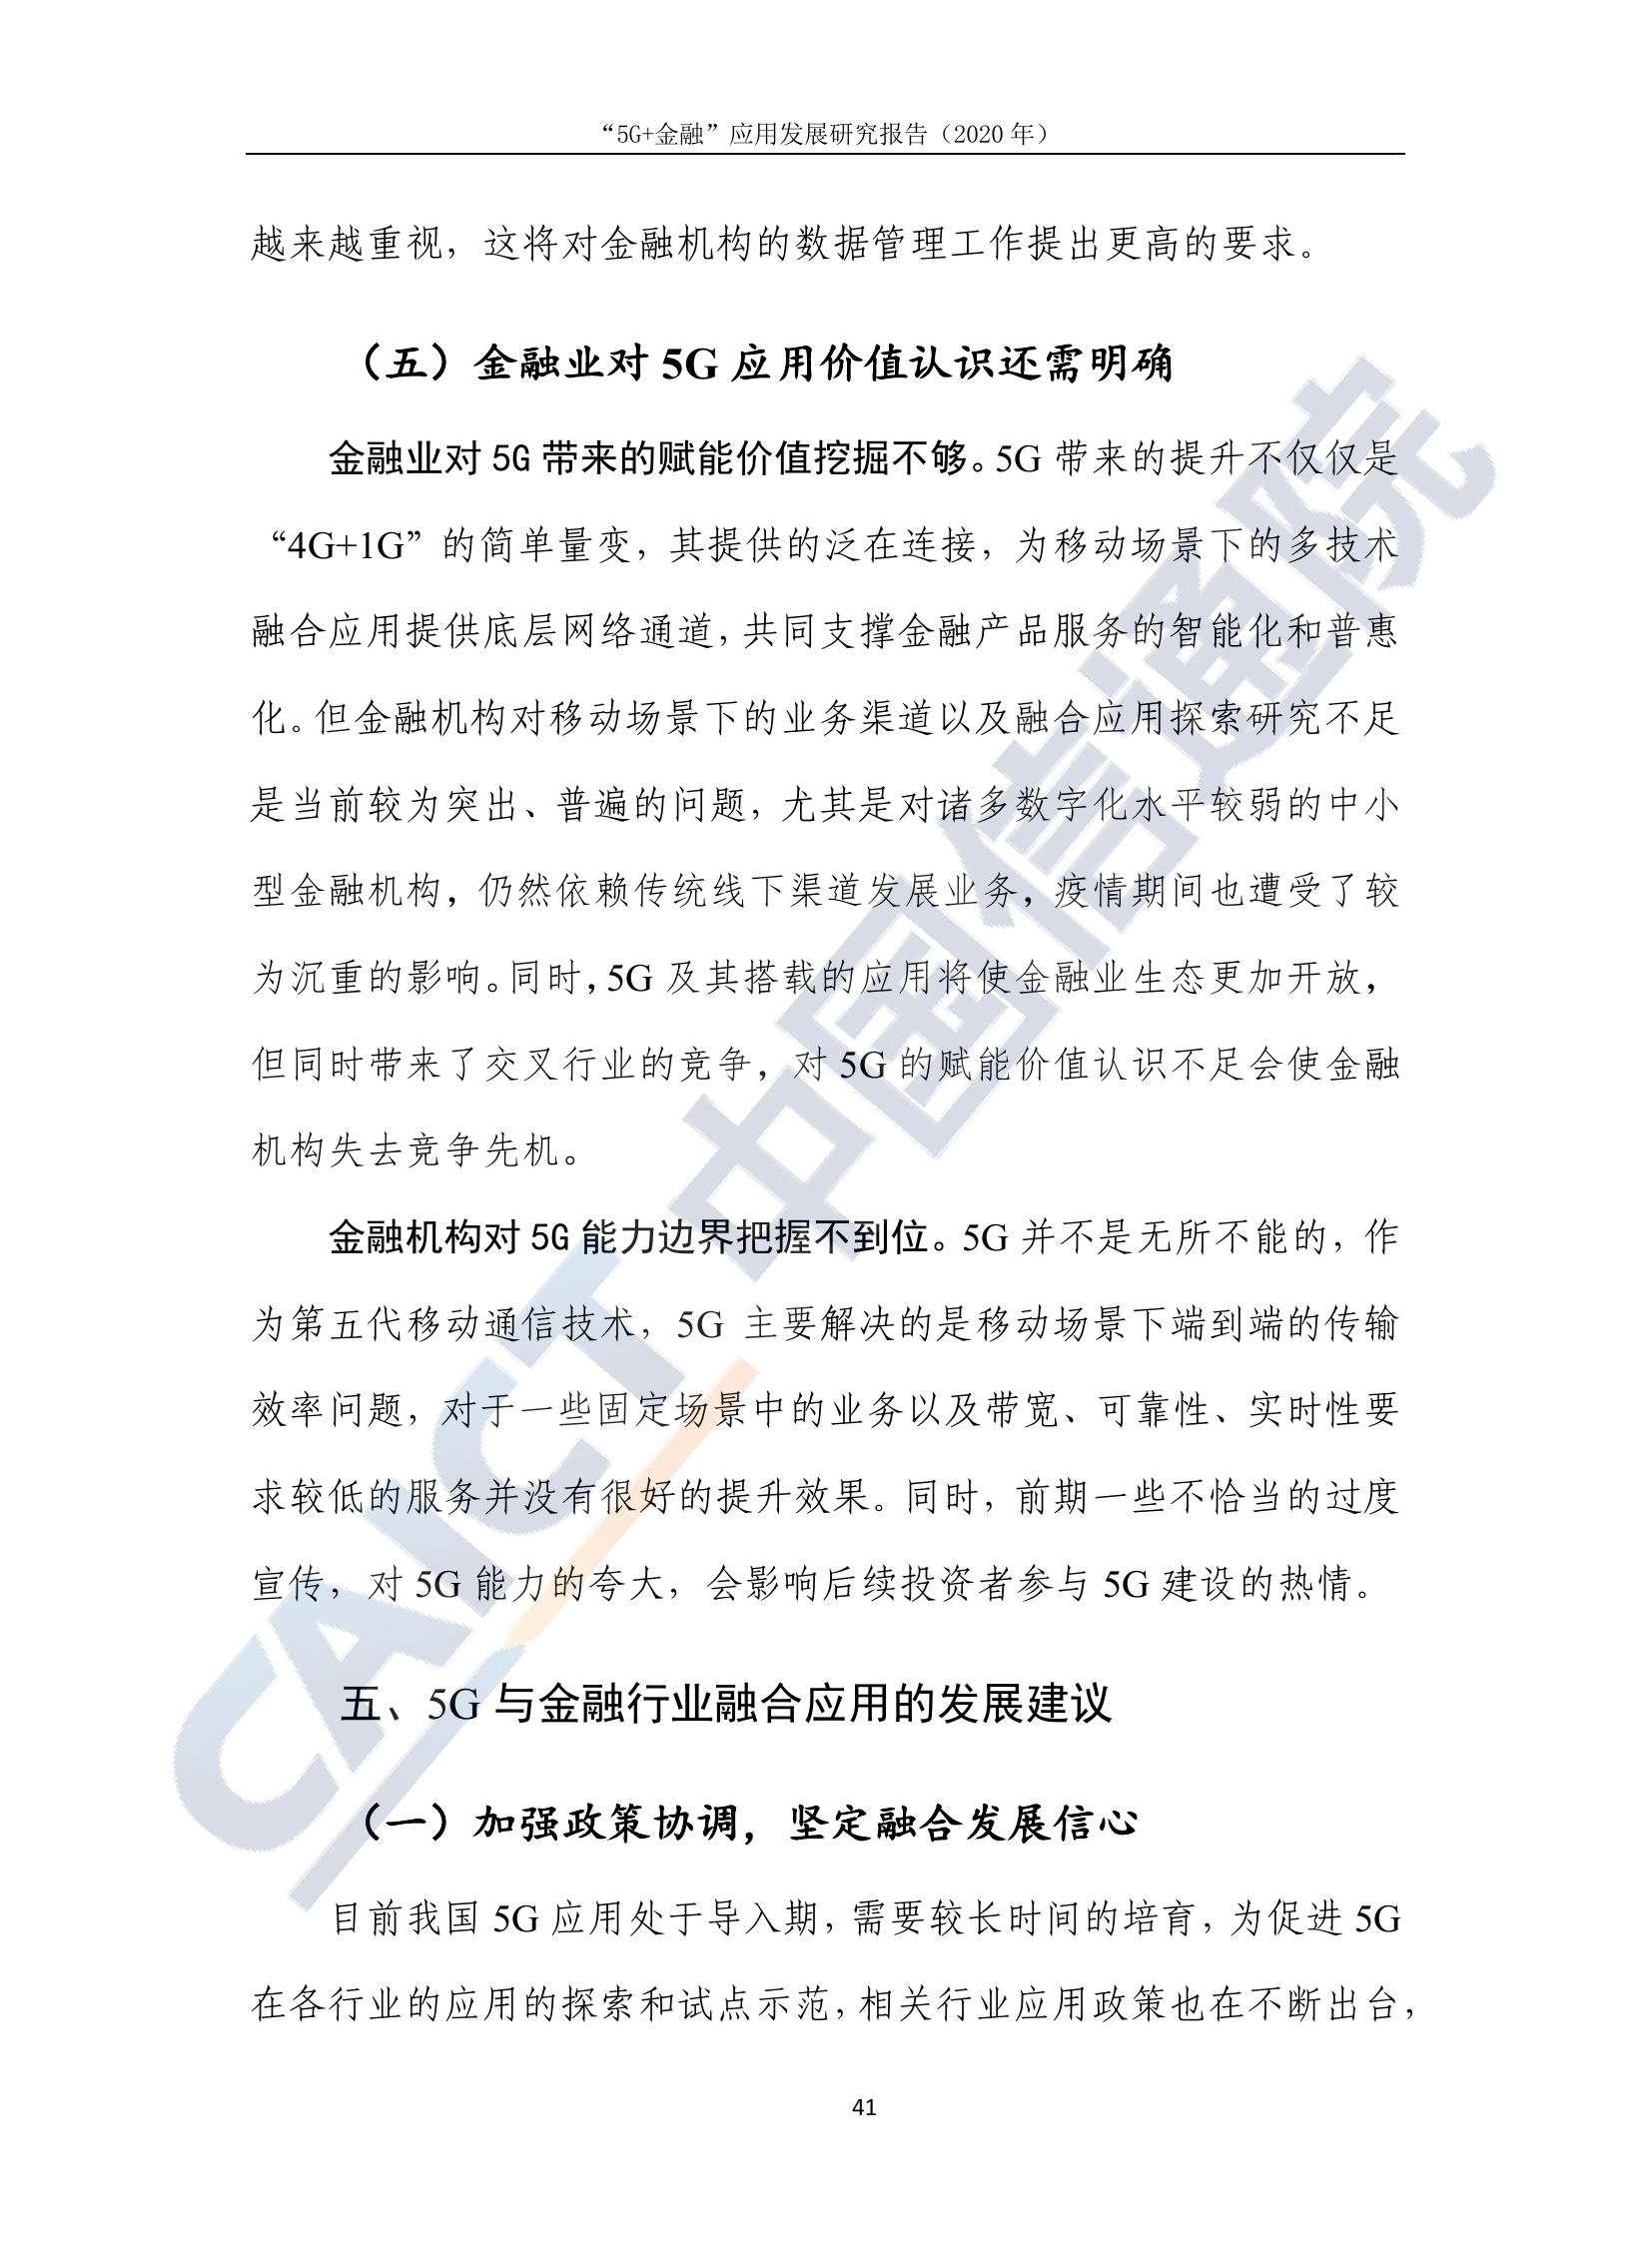 “5G+金融”应用发展研究报告（2020 年）
越来越重视，这将对金融机构的数据管理工作提出更高的要求。
（五）金融业对 5G 应用价值认识还需明确
金融业对 5G 带来的赋能价值挖掘不够。5G 带来的提升不仅仅是
“4G+1G”的简单量变，其提供的泛在连接，为移动场景下的多技术
融合应用提供底层网络通道，共同支撑金融产品服务的智能化和普惠
化。但金融机构对移动场景下的业务渠道以及融合应用探索研究不足
是当前较为突出、普遍的问题，尤其是对诸多数字化水平较弱的中小
型金融机构，仍然依赖传统线下渠道发展业务，疫情期间也遭受了较
为沉重的影响。同时，5G 及其搭载的应用将使金融业生态更加开放，
但同时带来了交叉行业的竞争，对 5G 的赋能价值认识不足会使金融
机构失去竞争先机。
金融机构对 5G 能力边界把握不到位。5G 并不是无所不能的，作
为第五代移动通信技术，5G 主要解决的是移动场景下端到端的传输
效率问题，对于一些固定场景中的业务以及带宽、可靠性、实时性要
求较低的服务并没有很好的提升效果。同时，前期一些不恰当的过度
宣传，对 5G 能力的夸大，会影响后续投资者参与 5G 建设的热情。
五、5G 与金融行业融合应用的发展建议
（一）加强政策协调，坚定融合发展信心
目前我国 5G 应用处于导入期，需要较长时间的培育，为促进 5G
在各行业的应用的探索和试点示范，相关行业应用政策也在不断出台，
41
CAICT 中国信通院